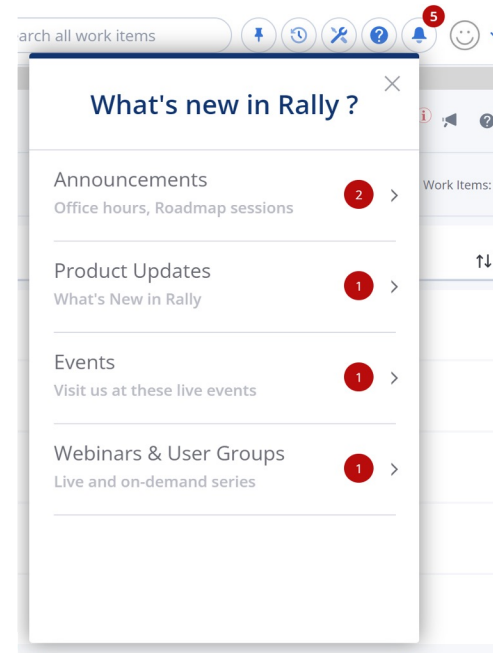 arch all work items
5
What's new in Rally ?
Announcements
Office hours, Roadmap sessions
2
Work Items:
Product Updates
What's New in Rally
1
Events
Visit us at these live events
1
Webinars & User Groups
Live and on-demand series
1